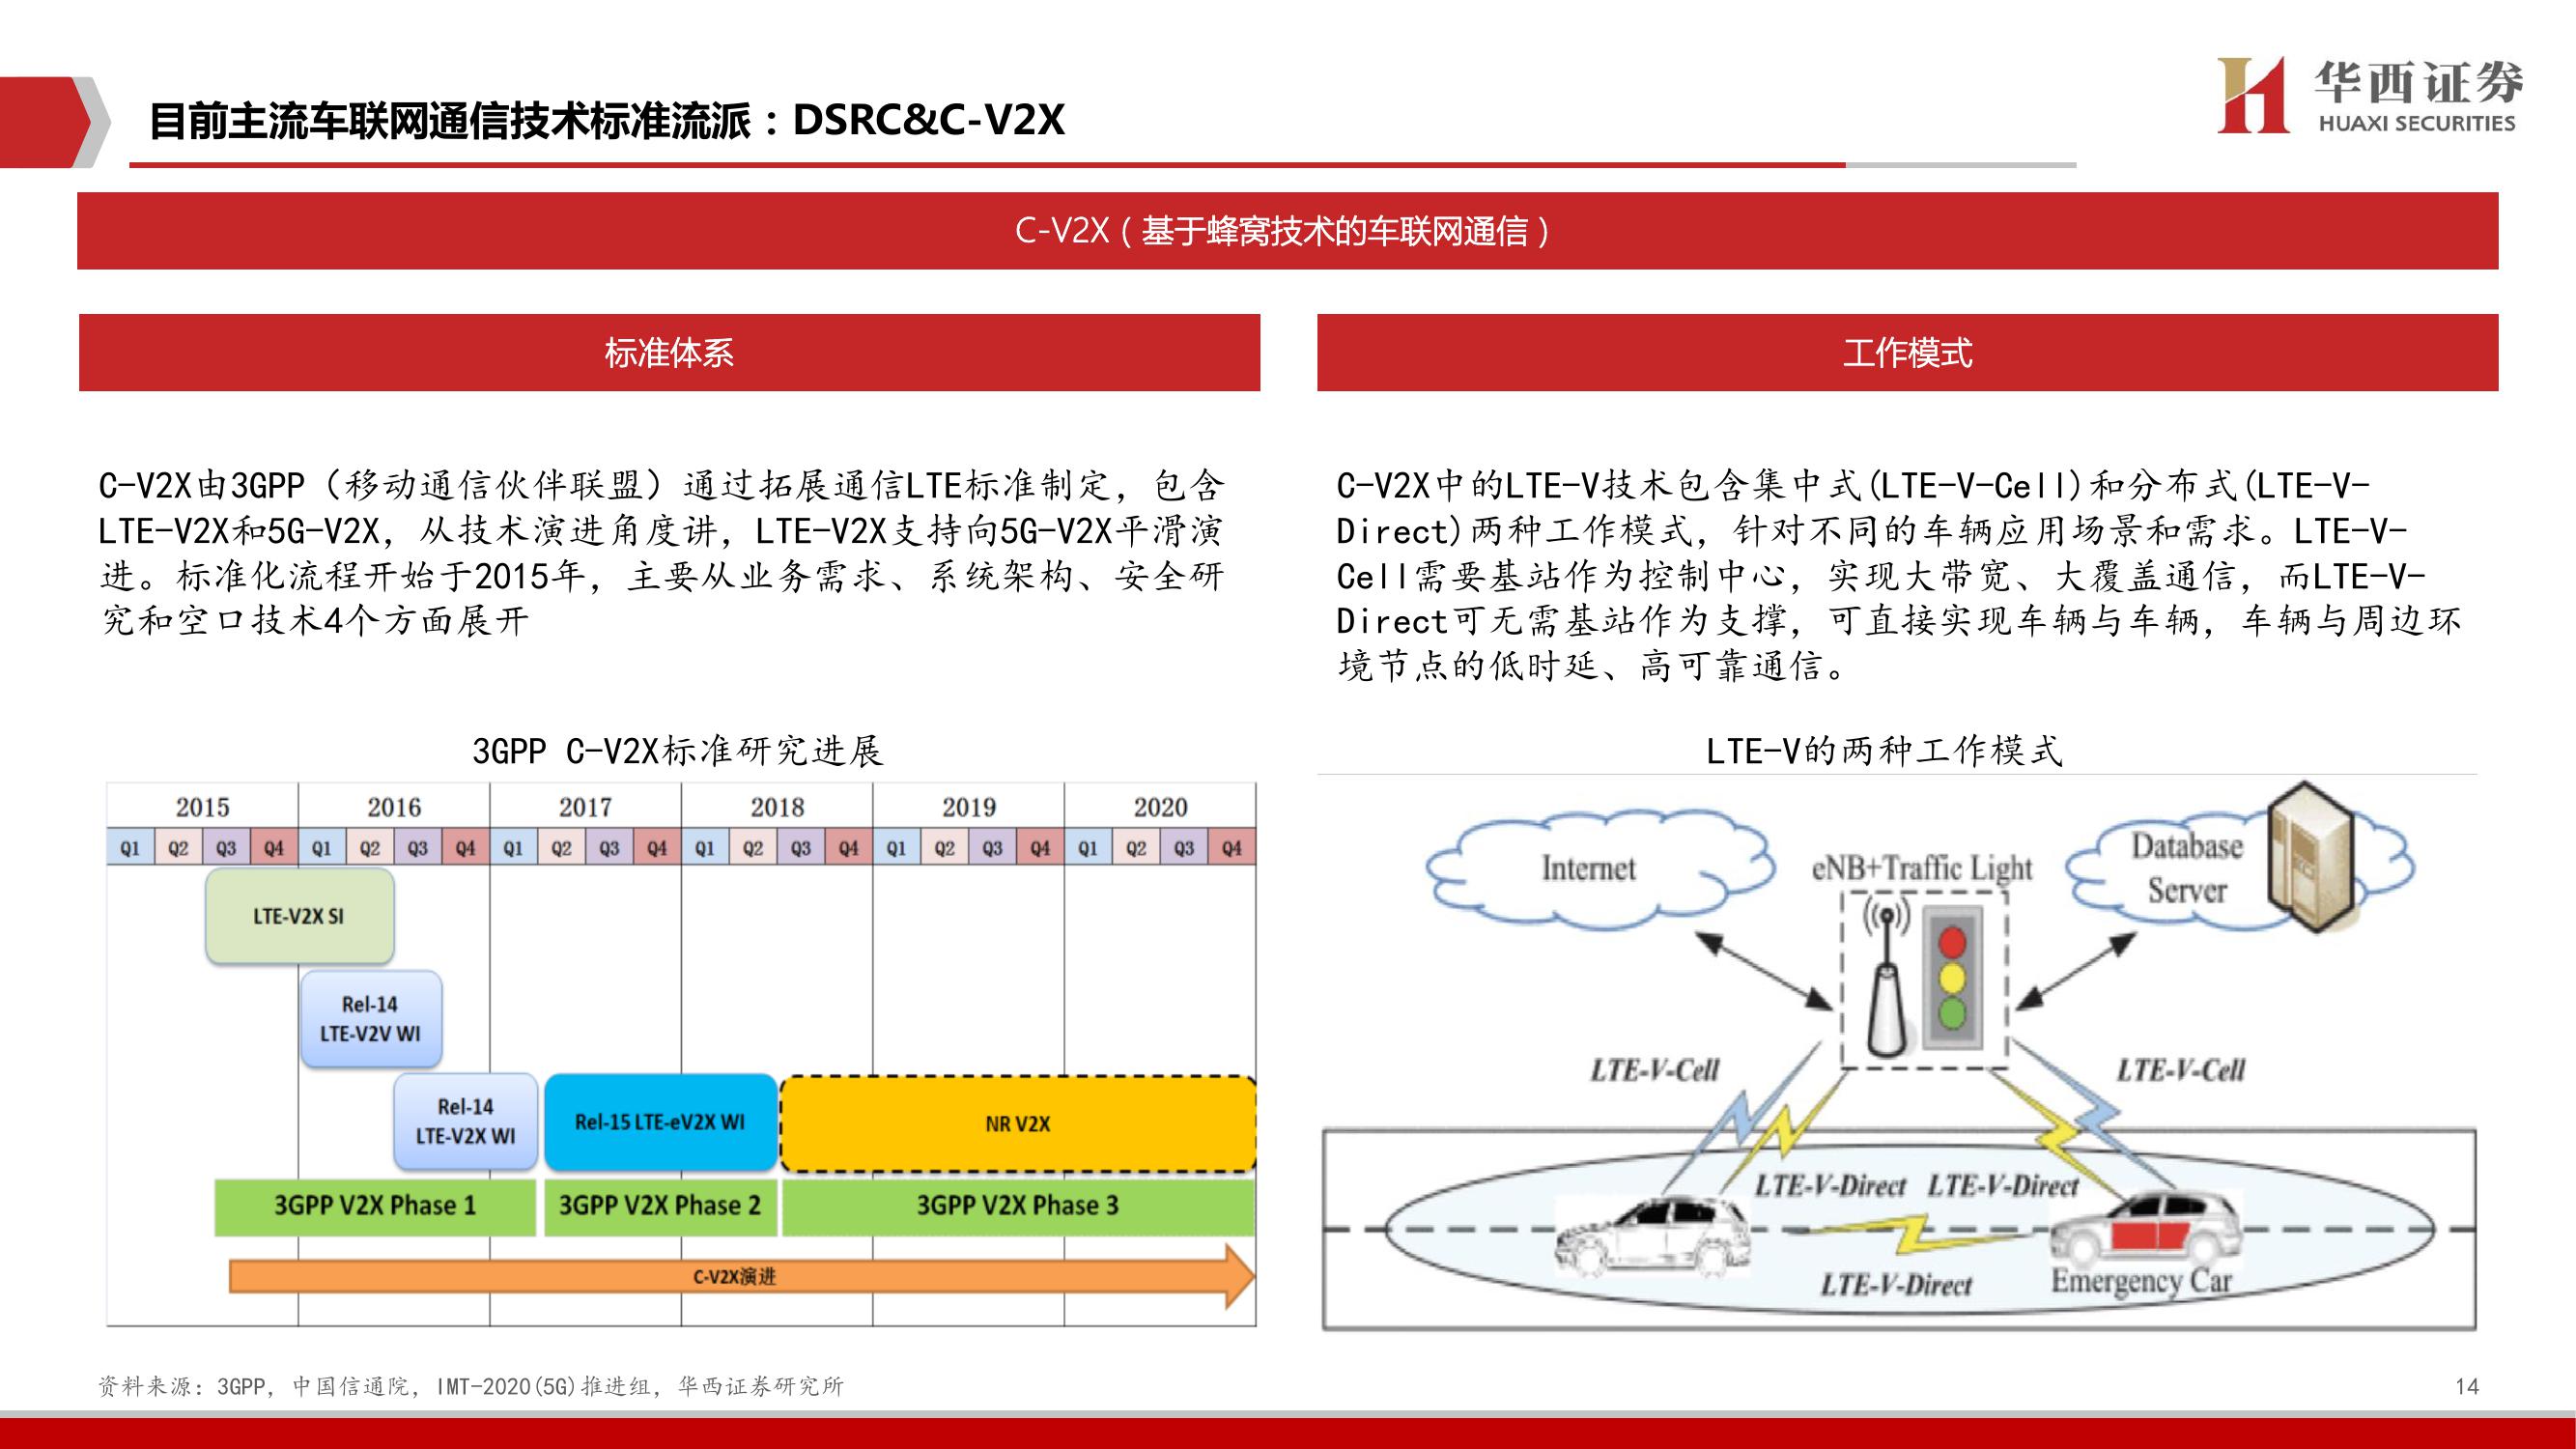 目前主流车联网通信技术标准流派：DSRC&C-V2X
华西证券
HUAXI SECURITIES
C-V2X（基于蜂窝技术的车联网通信）
标准体系
C-V2X由3GPP（移动通信伙伴联盟）通过拓展通信LTE标准制定，包含
LTE-V2X和5G-V2X，从技术演进角度讲，LTE-V2X支持向5G-V2X平滑演
进。标准化流程开始于2015年，主要从业务需求、系统架构、安全研
究和空口技术4个方面展开
3GPP C-V2X标准研究进展
2015 2016 2017 2018 2019 2020
Q1 Q2 Q3 Q4 Q1 Q2 Q3 Q4 Q1 Q2 Q3 Q4 Q1 Q2 Q3 Q4 Q1 Q2 Q3 Q4 Q1 Q2 Q3 Q4
LTE-V2X SI
Rel-14
LTE-V2V WI
Rel-14
LTE-V2X WI
Rel-15 LTE-eV2X WI
NR V2X
3GPP V2X Phase 1 3GPP V2X Phase 2 3GPP V2X Phase 3
C-V2X演进
工作模式
C-V2X中的LTE-V技术包含集中式(LTE-V-Cell)和分布式(LTE-V-
Direct)两种工作模式，针对不同的车辆应用场景和需求。LTE-V-
Cell需要基站作为控制中心，实现大带宽、大覆盖通信，而LTE-V-
Direct可无需基站作为支撑，可直接实现车辆与车辆，车辆与周边环
境节点的低时延、高可靠通信。
LTE-V的两种工作模式
Internet
eNB+Traffic Light
Database
Server
LTE-V-Cell LTE-V-Cell
LTE-V-Direct LTE-V-Direct
LTE-V-Direct
Emergency Car
资料来源：3GPP，中国信通院，IMT-2020(5G)推进组，华西证券研究所
14